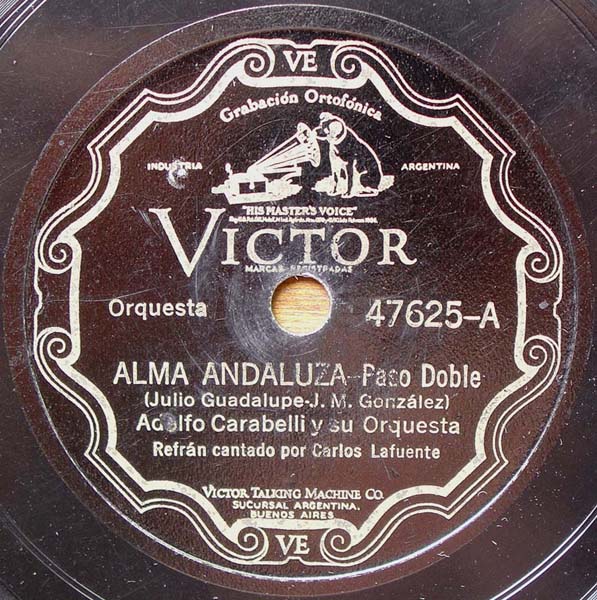 VE
Grabación Ortofónica
INDUSTRIA ARGENTINA
"HIS MASTER'S VOICE"
VICTOR
MARCAS REGISTRADAS
Orquesta 47625-A
ALMA ANDALUZA-Paso Doble
(Julio Guadalupe-J. M. González)
Adolfo Carabelli y su Orquesta
Refrán cantado por Carlos Lafuente
VICTOR TALKING MACHINE CO.
SUCURSAL ARGENTINA.
BUENOS AIRES
VE